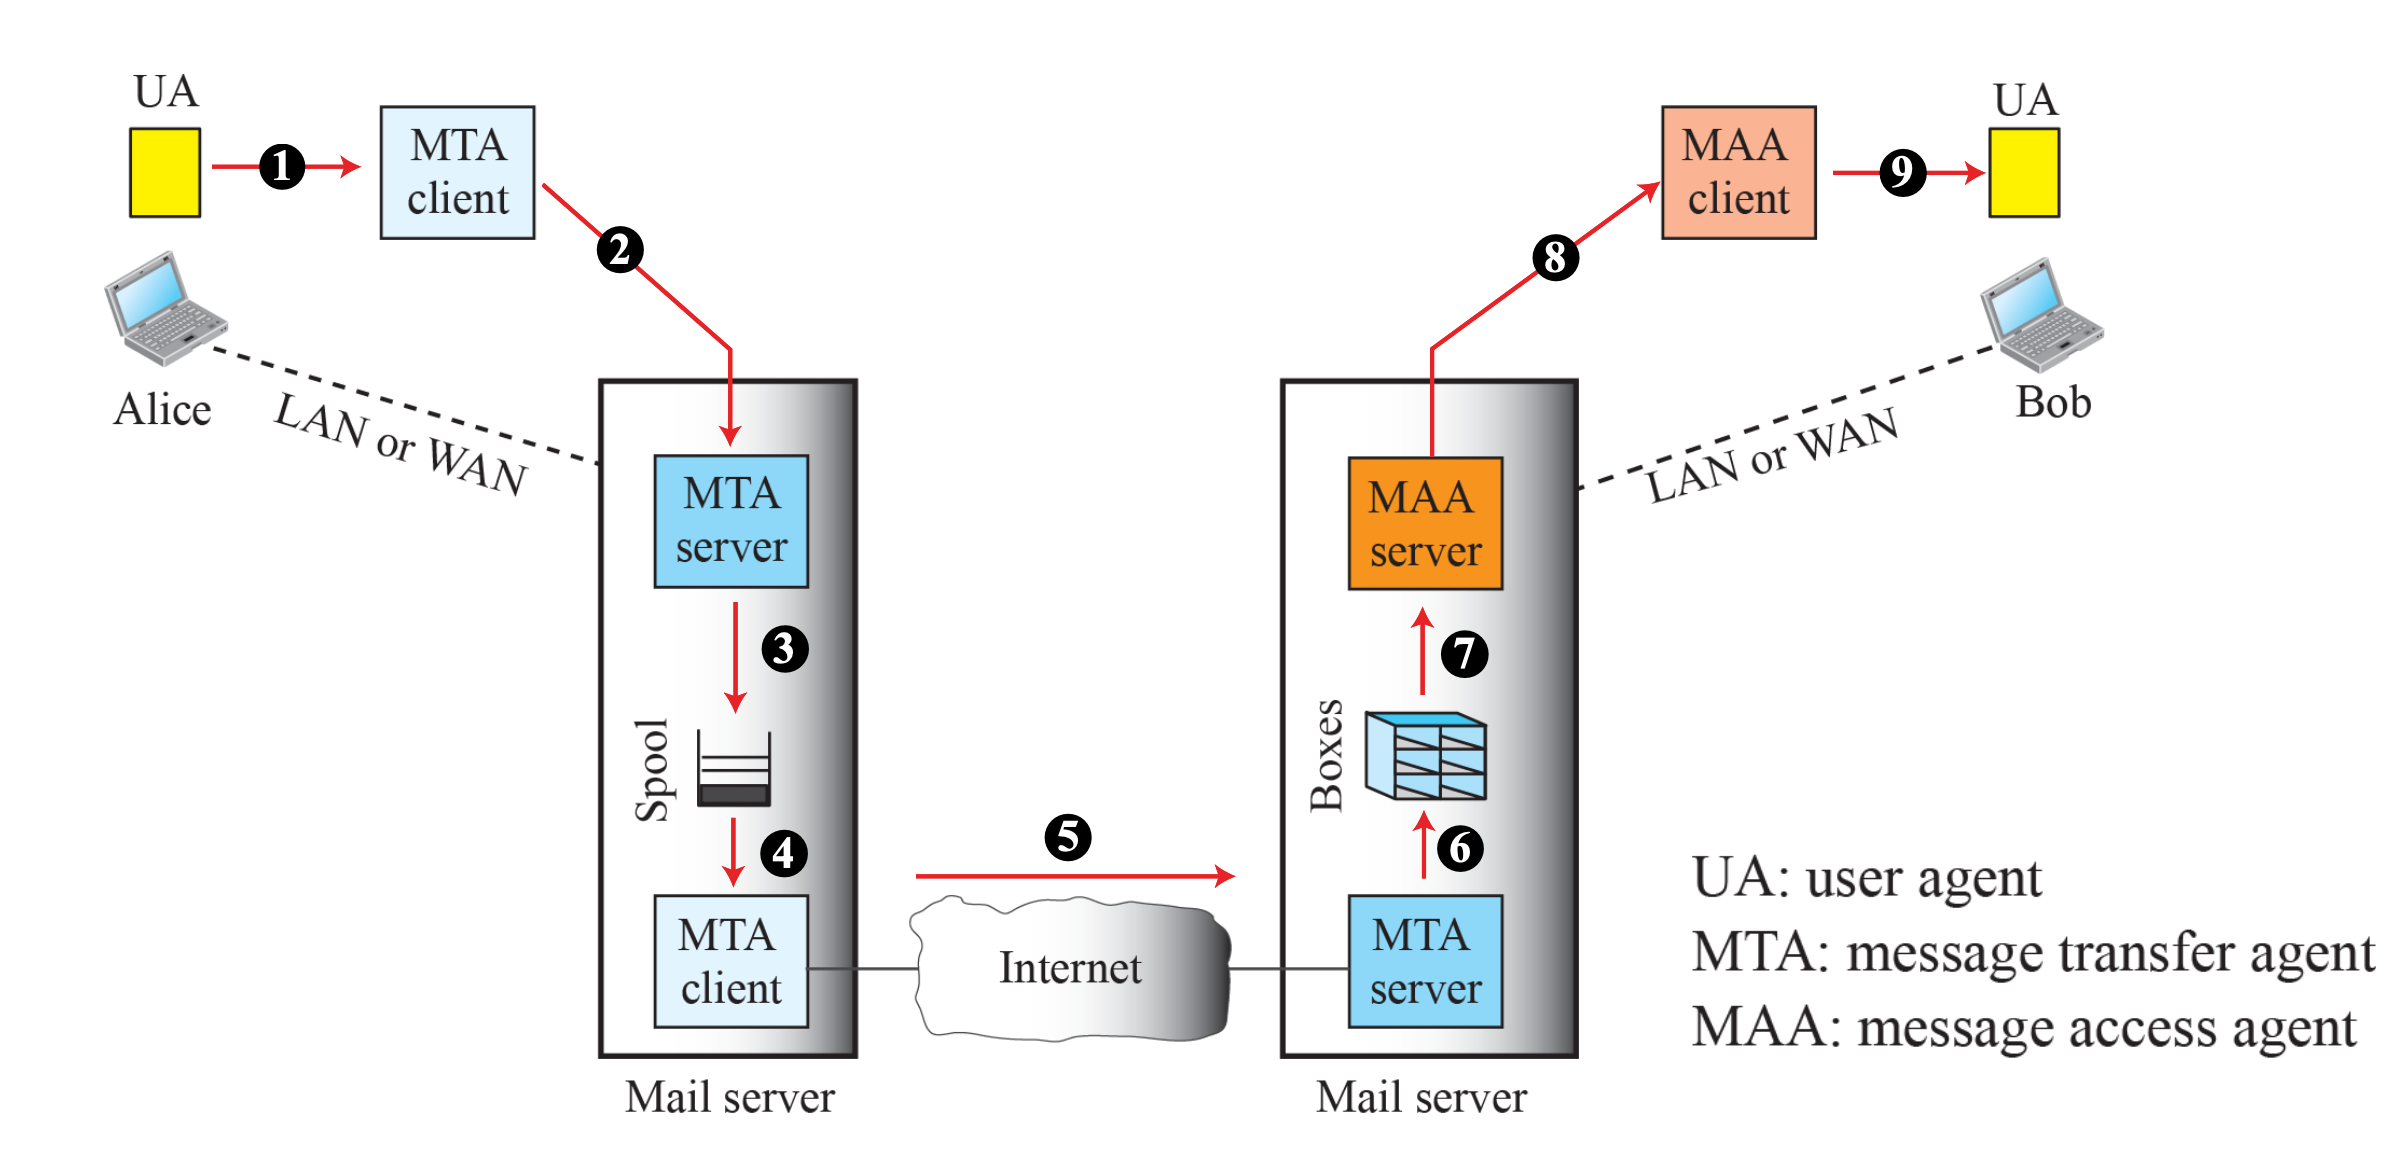 UA
1
MTA
client
2
Alice
LAN or WAN
MTA
server
3
Spool
4
MTA
client
Mail server
5
Internet
MTA
server
6
Boxes
7
MAA
server
Mail server
8
MAA
client
9
UA
Bob
LAN or WAN
UA: user agent
MTA: message transfer agent
MAA: message access agent